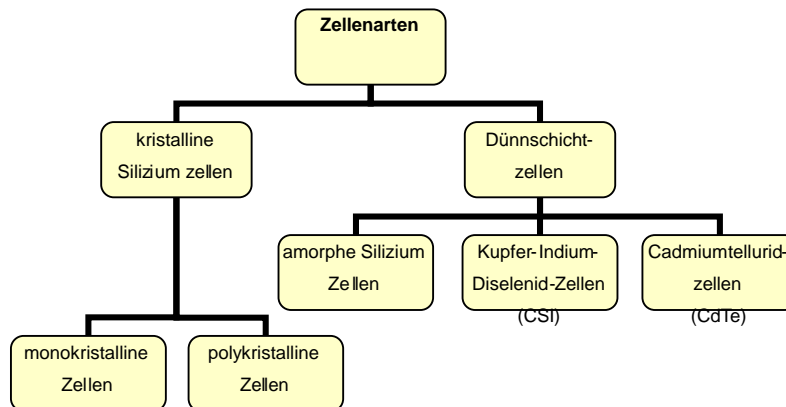 Zellenarten
kristalline
Silizium zellen
Dünnschicht-
zellen
amorphe Silizium
Zellen
Kupfer-Indium-
Diselenid-Zellen
(CSI)
Cadmiumtellurid-
zellen
(CdTe)
monokristalline
Zellen
polykristalline
Zellen